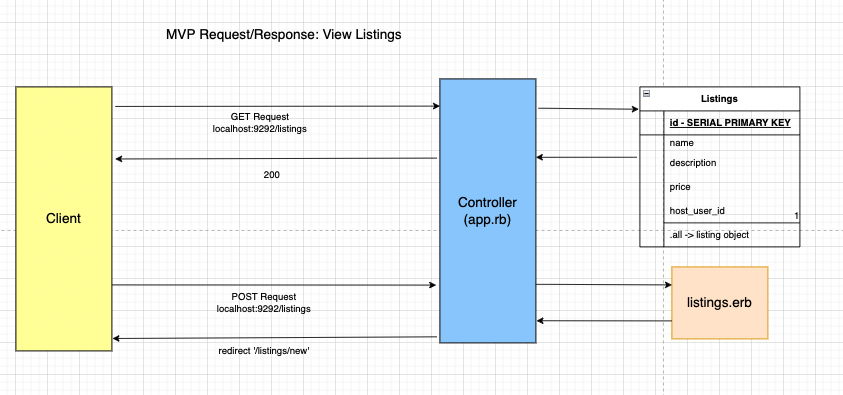 MVP Request/Response: View Listings
Client
GET Request
localhost:9292/listings
200
POST Request
localhost:9292/listings
redirect '/listings/new'
Controller
(app.rb)
Listings
id - SERIAL PRIMARY KEY
name
description
price
host_user_id
1
.all -> listing object
listings.erb